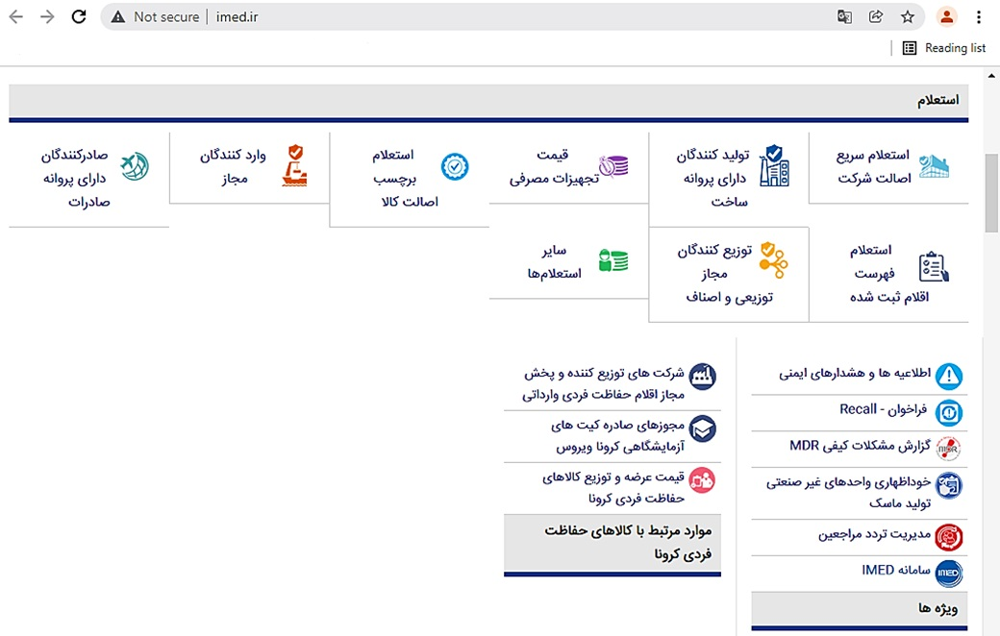 Not secure
imed.ir
Reading list
استعلام
استعلام سریع
اصالت شرکت
تولید کنندگان
دارای پروانه
ساخت
قیمت
تجهیزات مصرفی
استعلام
برچسب
اصالت کالا
وارد کنندگان
مجاز
صادرکنندگان
دارای پروانه
صادرات
استعلام
فهرست
اقلام ثبت شده
توزیع کنندگان
مجاز
توزیعی و اصناف
سایر
استعلام‌ها
اطلاعیه ها و هشدارهای ایمنی
فراخوان - Recall
MDR
گزارش مشکلات کیفی MDR
خوداظهاری واحدهای غیر صنعتی
تولید ماسک
مدیریت تردد مراجعین
IMED
سامانه IMED
ویژه ها
شرکت های توزیع کننده و پخش
مجاز اقلام حفاظت فردی وارداتی
مجوزهای صادره کیت های
آزمایشگاهی کرونا ویروس
قیمت عرضه و توزیع کالاهای
حفاظت فردی کرونا
موارد مرتبط با کالاهای حفاظت
فردی کرونا